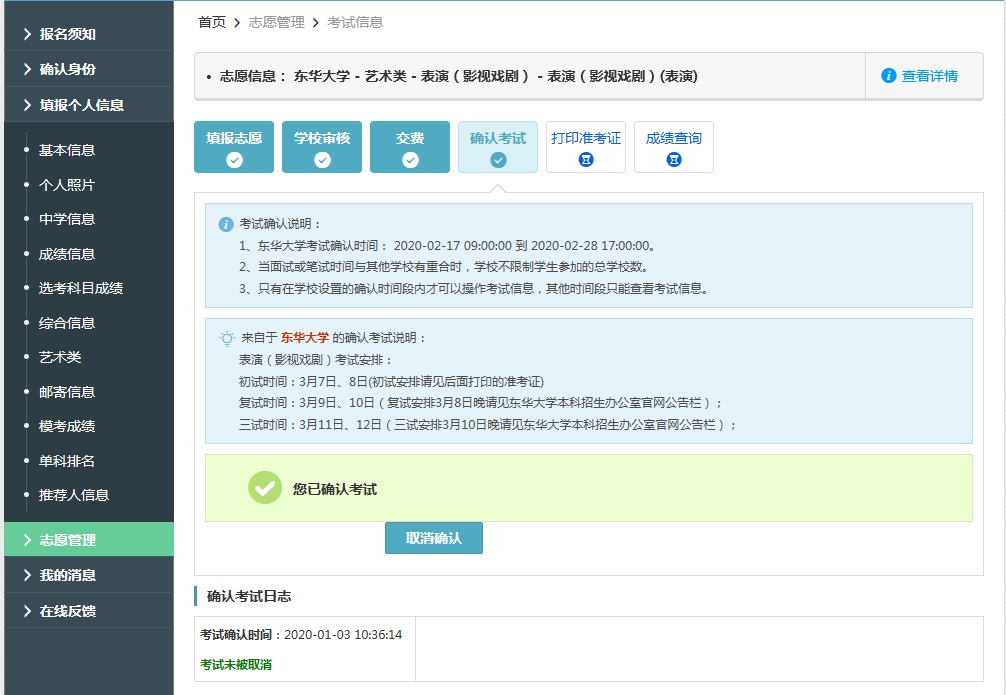 报名须知
确认身份
填报个人信息
基本信息
个人照片
中学信息
成绩信息
选考科目成绩
综合信息
艺术类
邮寄信息
模考成绩
单科排名
推荐人信息
志愿管理
我的消息
在线反馈
首页 > 志愿管理 > 考试信息
• 志愿信息： 东华大学 - 艺术类 - 表演（影视戏剧） - 表演（影视戏剧）(表演)
查看详情
填报志愿
学校审核
交费
确认考试
打印准考证
成绩查询
考试确认说明：
1、东华大学考试确认时间： 2020-02-17 09:00:00 到 2020-02-28 17:00:00。
2、当面试或笔试时间与其他学校有重合时，学校不限制学生参加的总学校数。
3、只有在学校设置的确认时间段内才可以操作考试信息，其他时间段只能查看考试信息。
来自于 东华大学 的确认考试说明：
表演（影视戏剧）考试安排：
初试时间：3月7日、8日(初试安排请见后面打印的准考证)
复试时间：3月9日、10日（复试安排3月8日晚请见东华大学本科招生办公室官网公告栏）；
三试时间：3月11日、12日（三试安排3月10日晚请见东华大学本科招生办公室官网公告栏）；
您已确认考试
取消确认
确认考试日志
考试确认时间：2020-01-03 10:36:14
考试未被取消